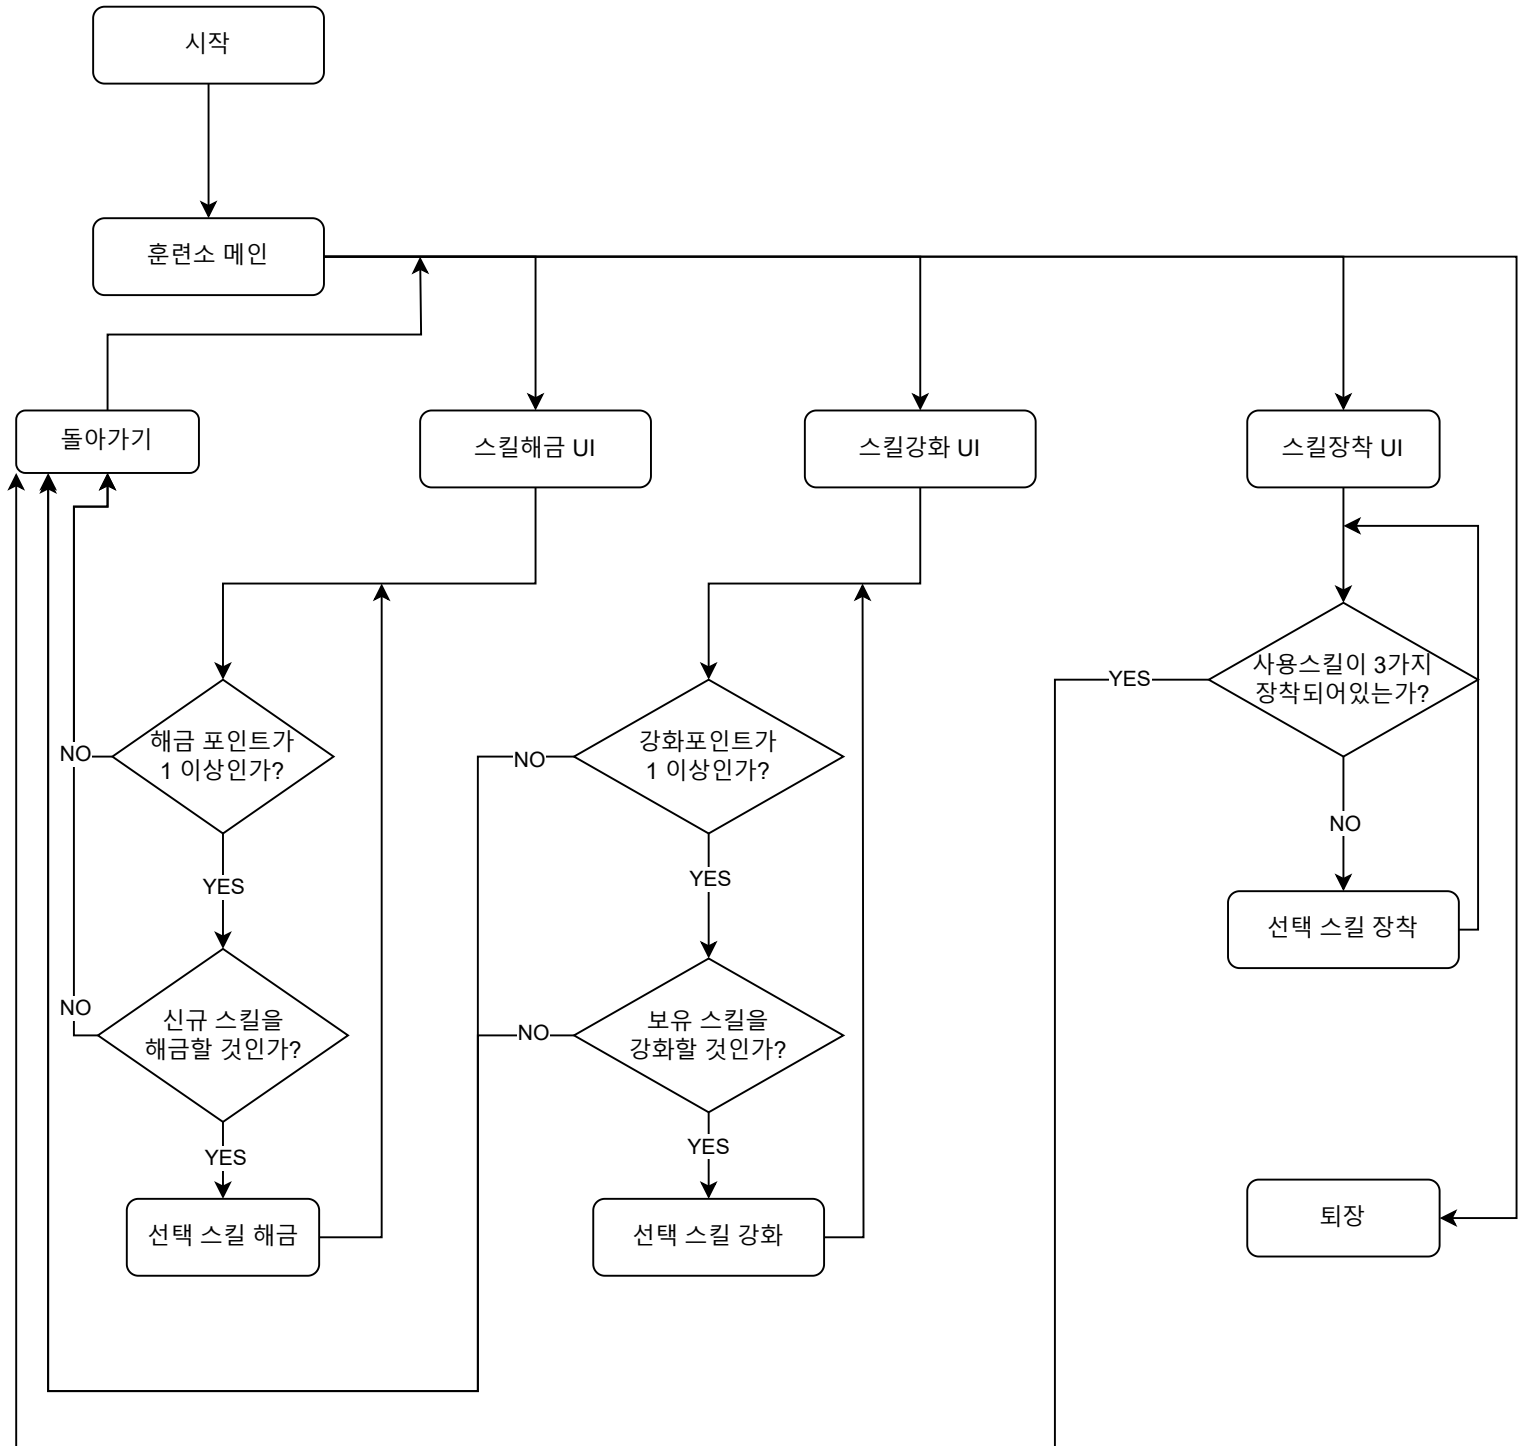 시작
훈련소 메인
돌아가기
스킬해금 UI
스킬강화 UI
스킬장착 UI
해금 포인트가
1 이상인가?
NO
YES
신규 스킬을
해금할 것인가?
NO
YES
선택 스킬 해금
강화포인트가
1 이상인가?
NO
YES
보유 스킬을
강화할 것인가?
NO
YES
선택 스킬 강화
사용스킬이 3가지
장착되어있는가?
YES
NO
선택 스킬 장착
퇴장